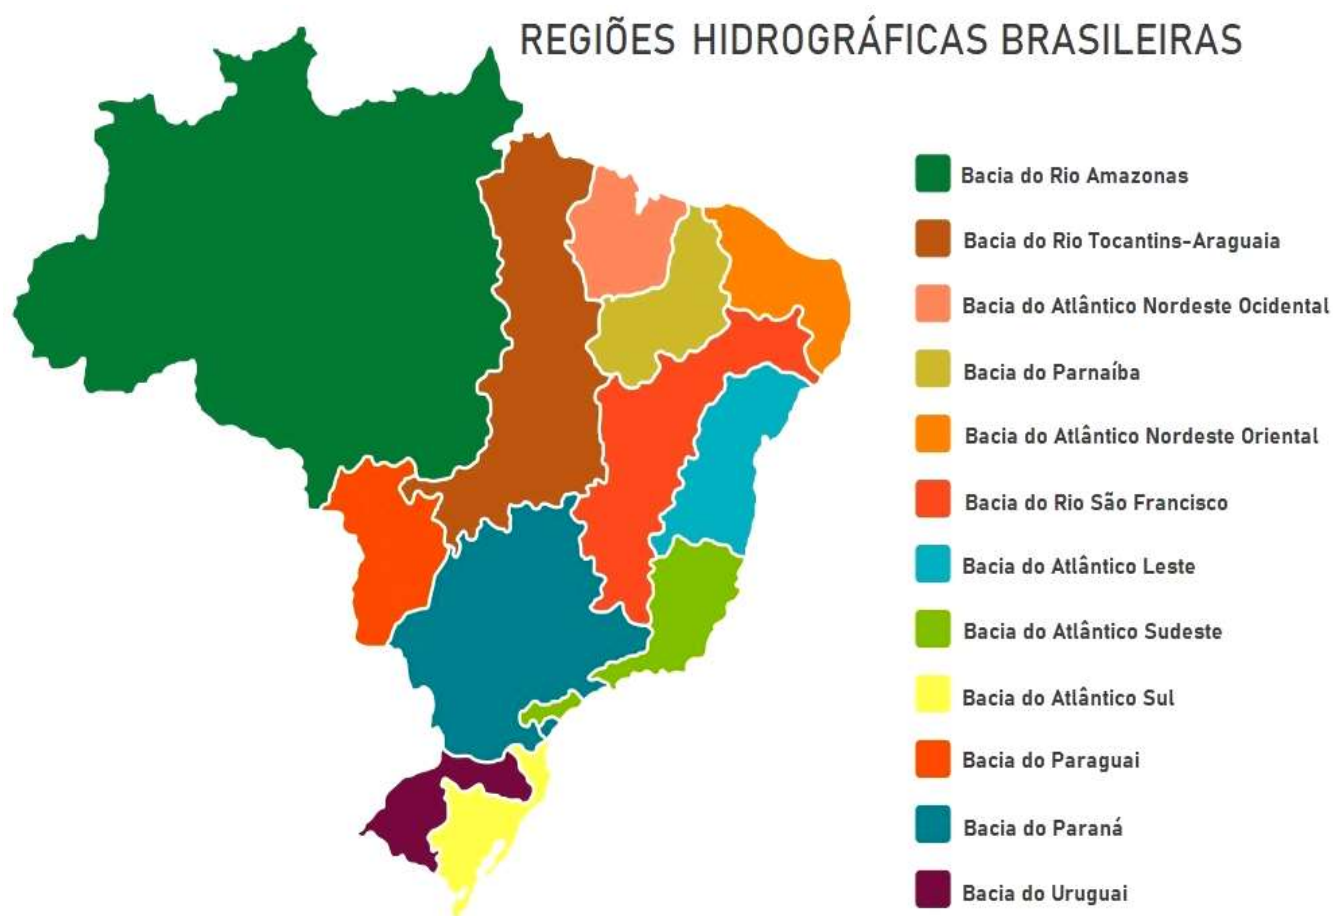 REGIÕES HIDROGRÁFICAS BRASILEIRAS
Bacia do Rio Amazonas
Bacia do Rio Tocantins-Araguaia
Bacia do Atlântico Nordeste Ocidental
Bacia do Parnaíba
Bacia do Atlântico Nordeste Oriental
Bacia do Rio São Francisco
Bacia do Atlântico Leste
Bacia do Atlântico Sudeste
Bacia do Atlântico Sul
Bacia do Paraguai
Bacia do Paraná
Bacia do Uruguai